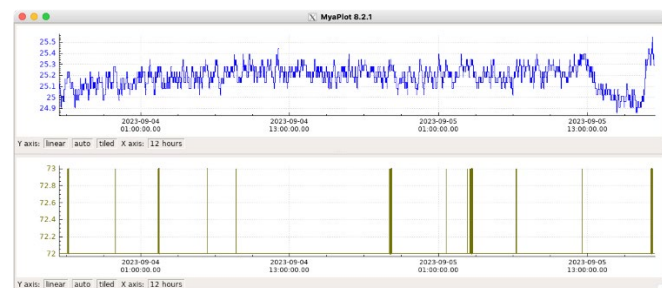 MyaPlot 8.2.1
25.5
25.4
25.3
25.2
25.1
25
24.9
2023-09-04 2023-09-04 2023-09-05 2023-09-05
01:00:00.00 13:00:00.00 01:00:00.00 13:00:00.00
Y axis: linear auto tiled X axis: 12 hours
73
72.8
72.6
72.4
72.2
72
2023-09-04 2023-09-04 2023-09-05 2023-09-05
01:00:00.00 13:00:00.00 01:00:00.00 13:00:00.00
Y axis: linear auto tiled X axis: 12 hours